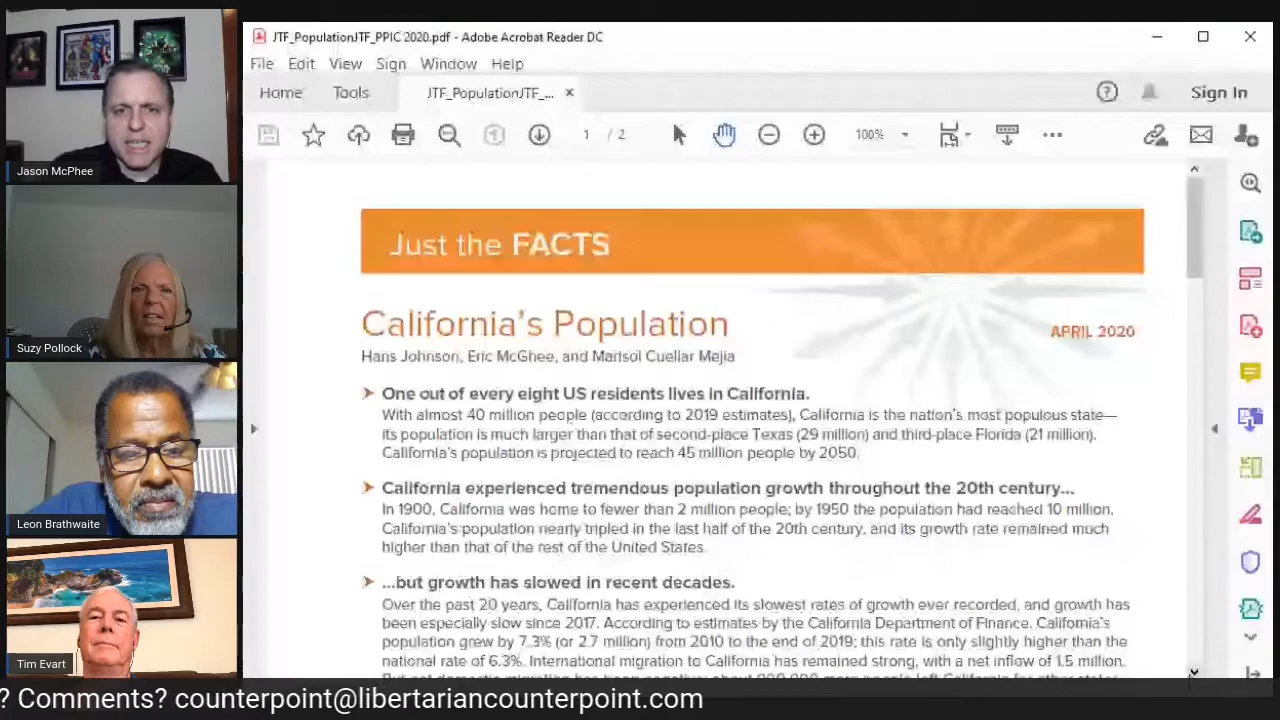 JTF_PopulationJTF_PPIC 2020.pdf - Adobe Acrobat Reader DC
File Edit View Sign Window Help
Home Tools JTF_PopulationJTF_... × Sign In
1 / 2 100%
Jason McPhee
Suzy Pollock
Leon Brathwaite
Tim Evart
Just the FACTS
California's Population
APRIL 2020
Hans Johnson, Eric McGhee, and Marisol Cuellar Mejia
➤ One out of every eight US residents lives in California.
With almost 40 million people (according to 2019 estimates), California is the nation's most populous state—
its population is much larger than that of second-place Texas (29 million) and third-place Florida (21 million).
California's population is projected to reach 45 million people by 2050.
➤ California experienced tremendous population growth throughout the 20th century...
In 1900, California was home to fewer than 2 million people; by 1950 the population had reached 10 million.
California's population nearly tripled in the last half of the 20th century, and its growth rate remained much
higher than that of the rest of the United States.
➤ ...but growth has slowed in recent decades.
Over the past 20 years, California has experienced its slowest rates of growth ever recorded, and growth has
been especially slow since 2017. According to estimates by the California Department of Finance, California's
population grew by 7.3% (or 2.7 million) from 2010 to the end of 2019; this rate is only slightly higher than the
national rate of 6.3%. International migration to California has remained strong, with a net inflow of 1.5 million.
? Comments? counterpoint@libertariancounterpoint.com